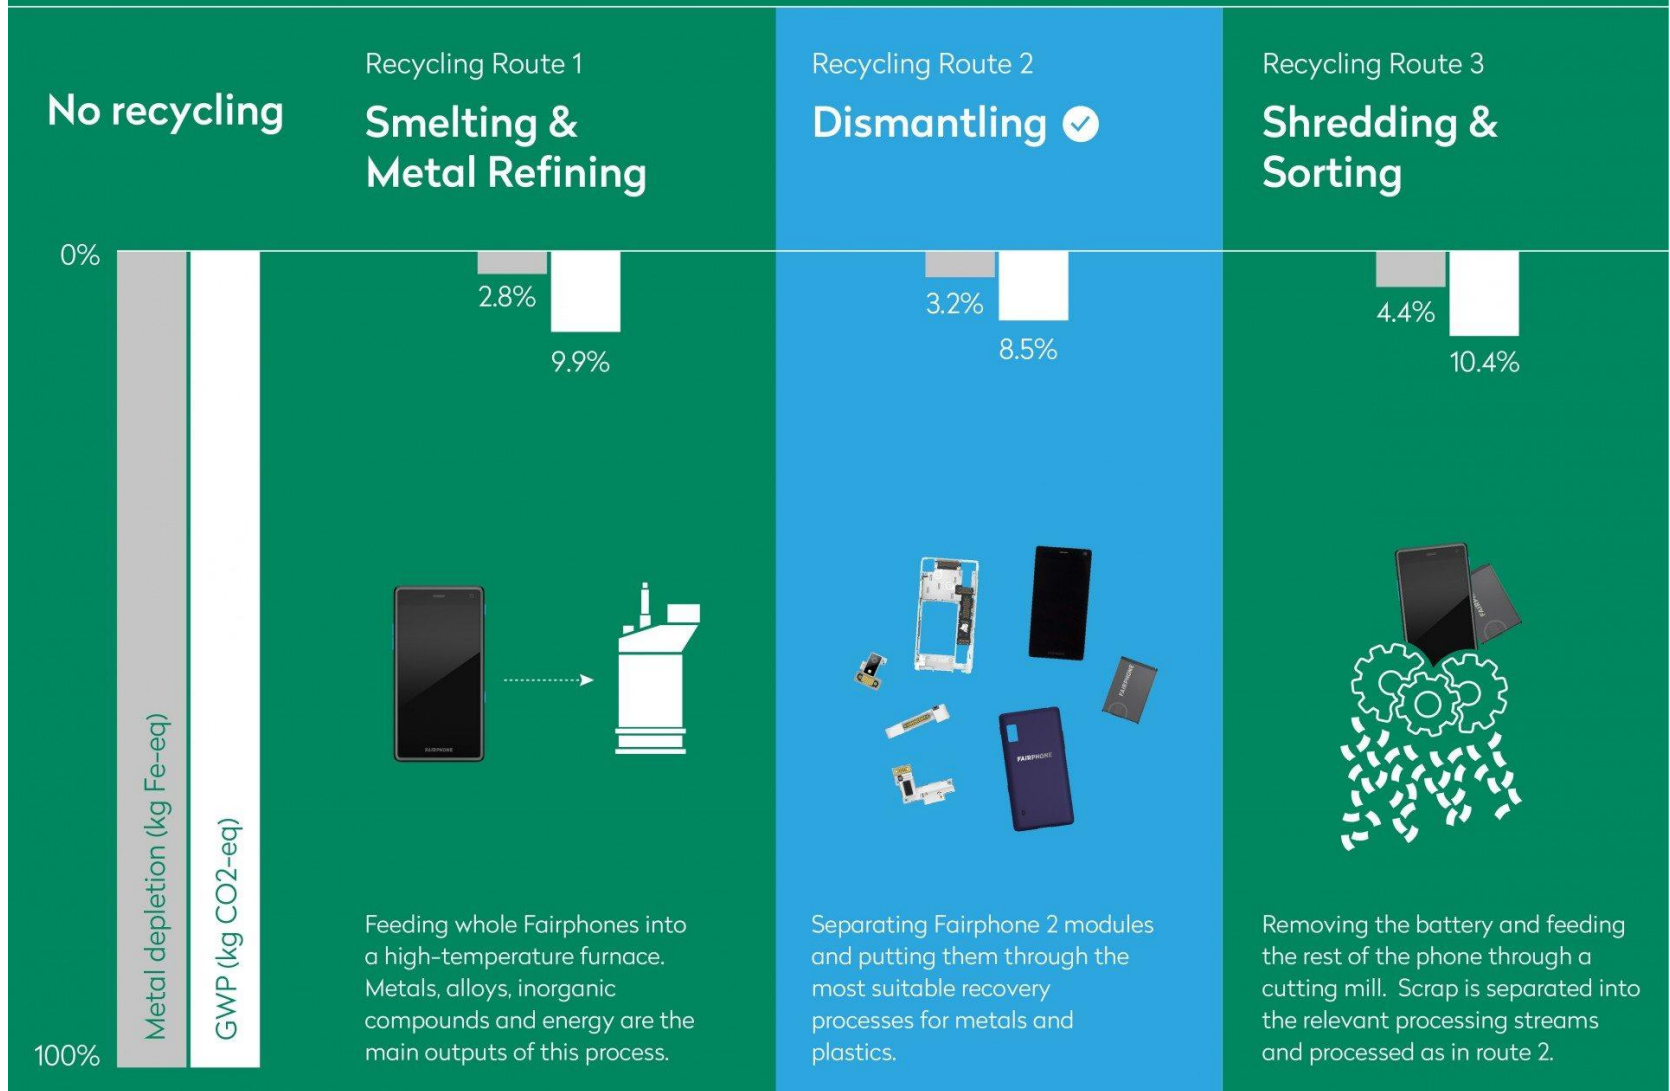 No recycling
0%
100%
Metal depletion (kg Fe-eq)
GWP (kg CO2-eq)
Recycling Route 1
Smelting &
Metal Refining
2.8%
9.9%
FAIRPHONE
Feeding whole Fairphones into
a high-temperature furnace.
Metals, alloys, inorganic
compounds and energy are the
main outputs of this process.
Recycling Route 2
Dismantling
3.2%
8.5%
FAIRPHONE
FAIRPHONE
Separating Fairphone 2 modules
and putting them through the
most suitable recovery
processes for metals and
plastics.
Recycling Route 3
Shredding &
Sorting
4.4%
10.4%
Removing the battery and feeding
the rest of the phone through a
cutting mill. Scrap is separated into
the relevant processing streams
and processed as in route 2.